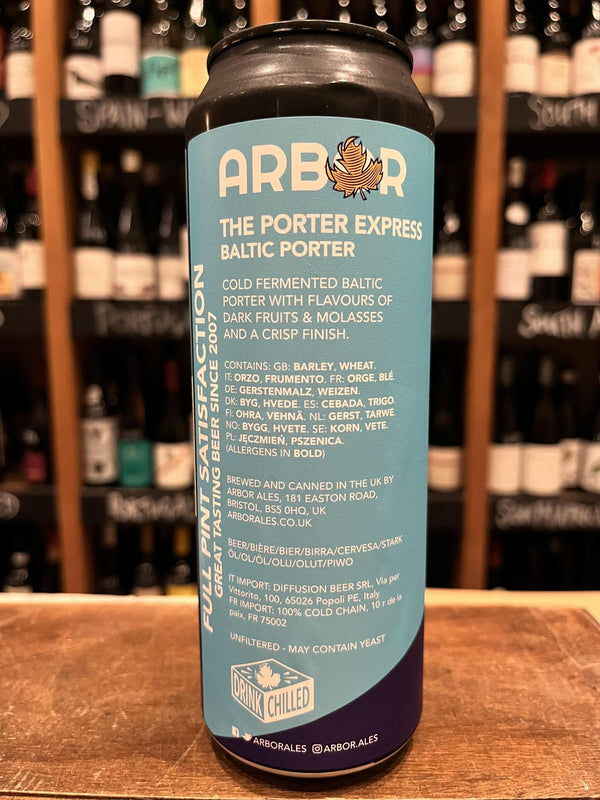 ARBOR
THE PORTER EXPRESS
BALTIC PORTER
COLD FERMENTED BALTIC
PORTER WITH FLAVOURS OF
DARK FRUITS & MOLASSES
AND A CRISP FINISH.
CONTAINS: GB: BARLEY, WHEAT.
IT: ORZO, FRUMENTO. FR: ORGE, BLÉ.
DE: GERSTENMALZ, WEIZEN.
DK: BYG, HVEDE. ES: CEBADA, TRIGO.
FI: OHRA, VEHNÄ. NL: GERST, TARWE.
NO: BYGG, HVETE. SE: KORN, VETE.
PL: JĘCZMIEŃ, PSZENICA.
(ALLERGENS IN BOLD)
BREWED AND CANNED IN THE UK BY
ARBOR ALES, 181 EASTON ROAD,
BRISTOL, BS5 0HQ, UK
ARBORALES.CO.UK
BEER/BIÈRE/BIER/BIRRA/CERVESA/STARK
ÖL/OL/ÖL/OLU/OLUT/PIWO
IT IMPORT: DIFFUSION BEER SRL, Via per
Vittorito, 100, 65026 Popoli PE, Italy
FR IMPORT: 100% COLD CHAIN, 10 r de la
paix, FR 75002
UNFILTERED - MAY CONTAIN YEAST
DRINK CHILLED
ARBORALES ARBOR.ALES
FULL PINT SATISFACTION
GREAT TASTING BEER SINCE 2007
SPAIN
SOUTH